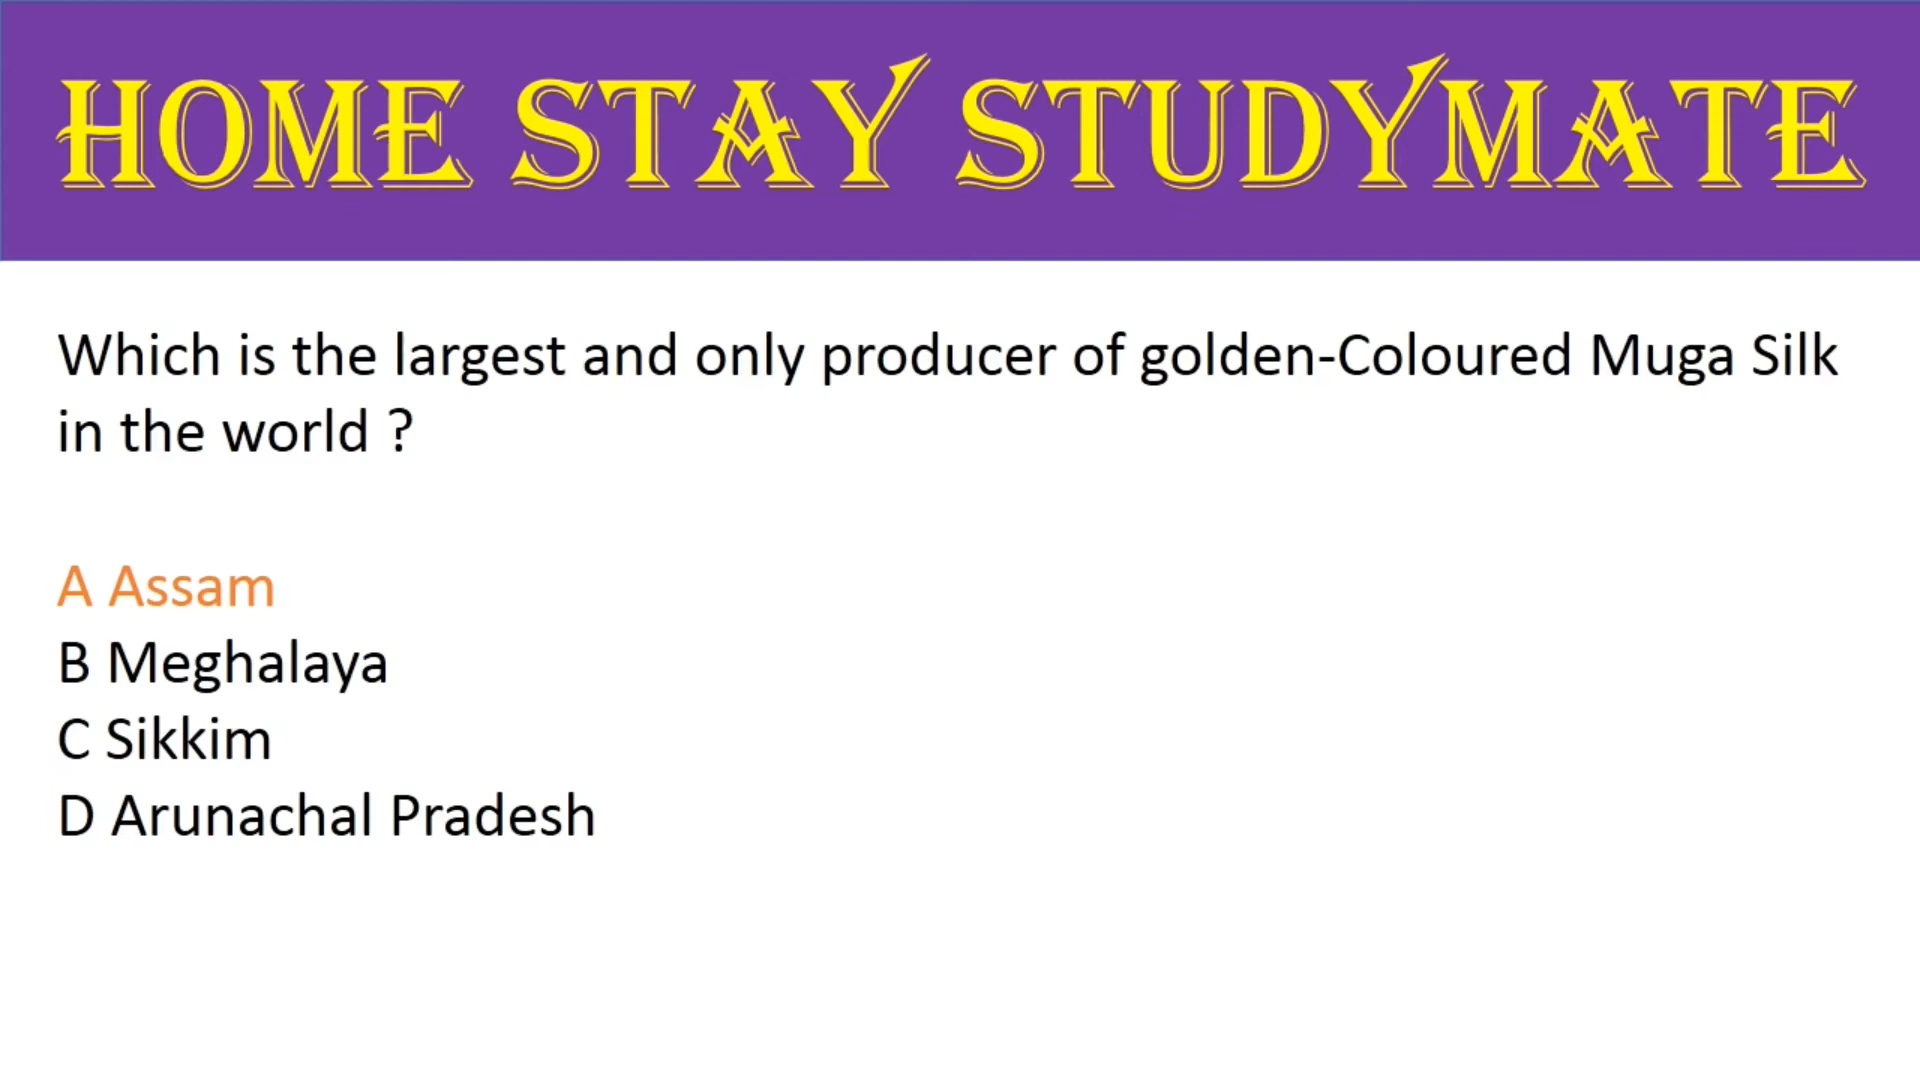 HOME STAY STUDYMATE
Which is the largest and only producer of golden-Coloured Muga Silk
in the world ?
A Assam
B Meghalaya
C Sikkim
D Arunachal Pradesh